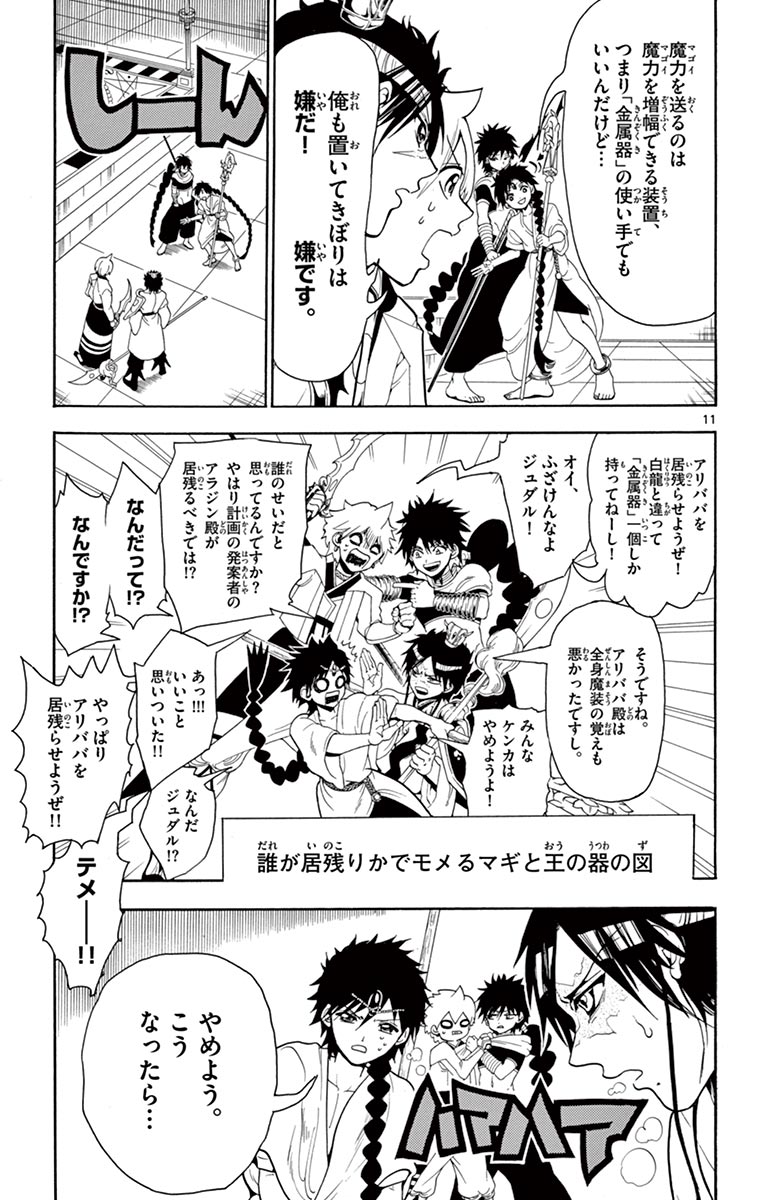 魔力を送るのは
魔力を増幅できる装置、
つまり「金属器」の使い手でも
いいんだけど…
俺も置いてきぼりは
嫌だ!
嫌です。
しーーん
11
アリババを
居残らせようぜ!
白龍と違って
「金属器」一個しか
持ってねーし!
オイ、
ふざけんなよ
ジュダル!
そうですね。
アリババ殿は
全身魔装の覚えも
悪かったてすし。
誰のせいだと
思ってるんですか?
やはり計画の発案者の
アラジン殿が
居残るべきでは!?
なんだって!?
なんですか!?
みんな
ケンカは
やめようよ!
あっ!!!
いいこと
思いついた!!
なんだ
ジュダル!?
やっぱり
アリババを
居残らせようぜ!!
テメーー!!
誰が居残りかでモメるマギと王の器の図
ハァハァ
やめよう。
こう
なったら…